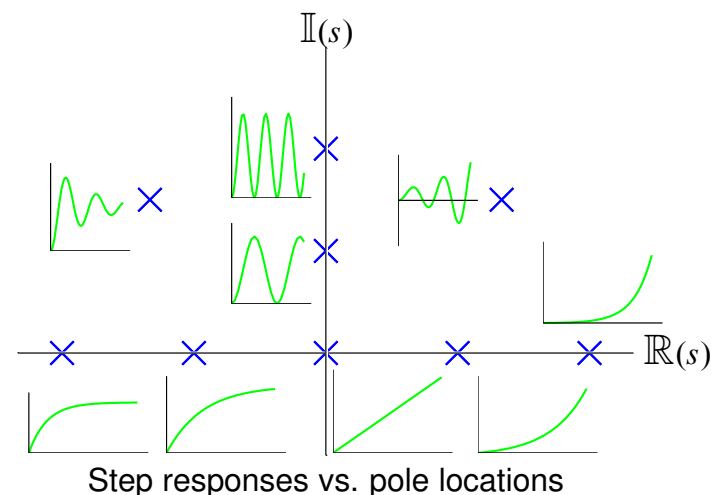 𝕀(s)
ℝ(s)
Step responses vs. pole locations